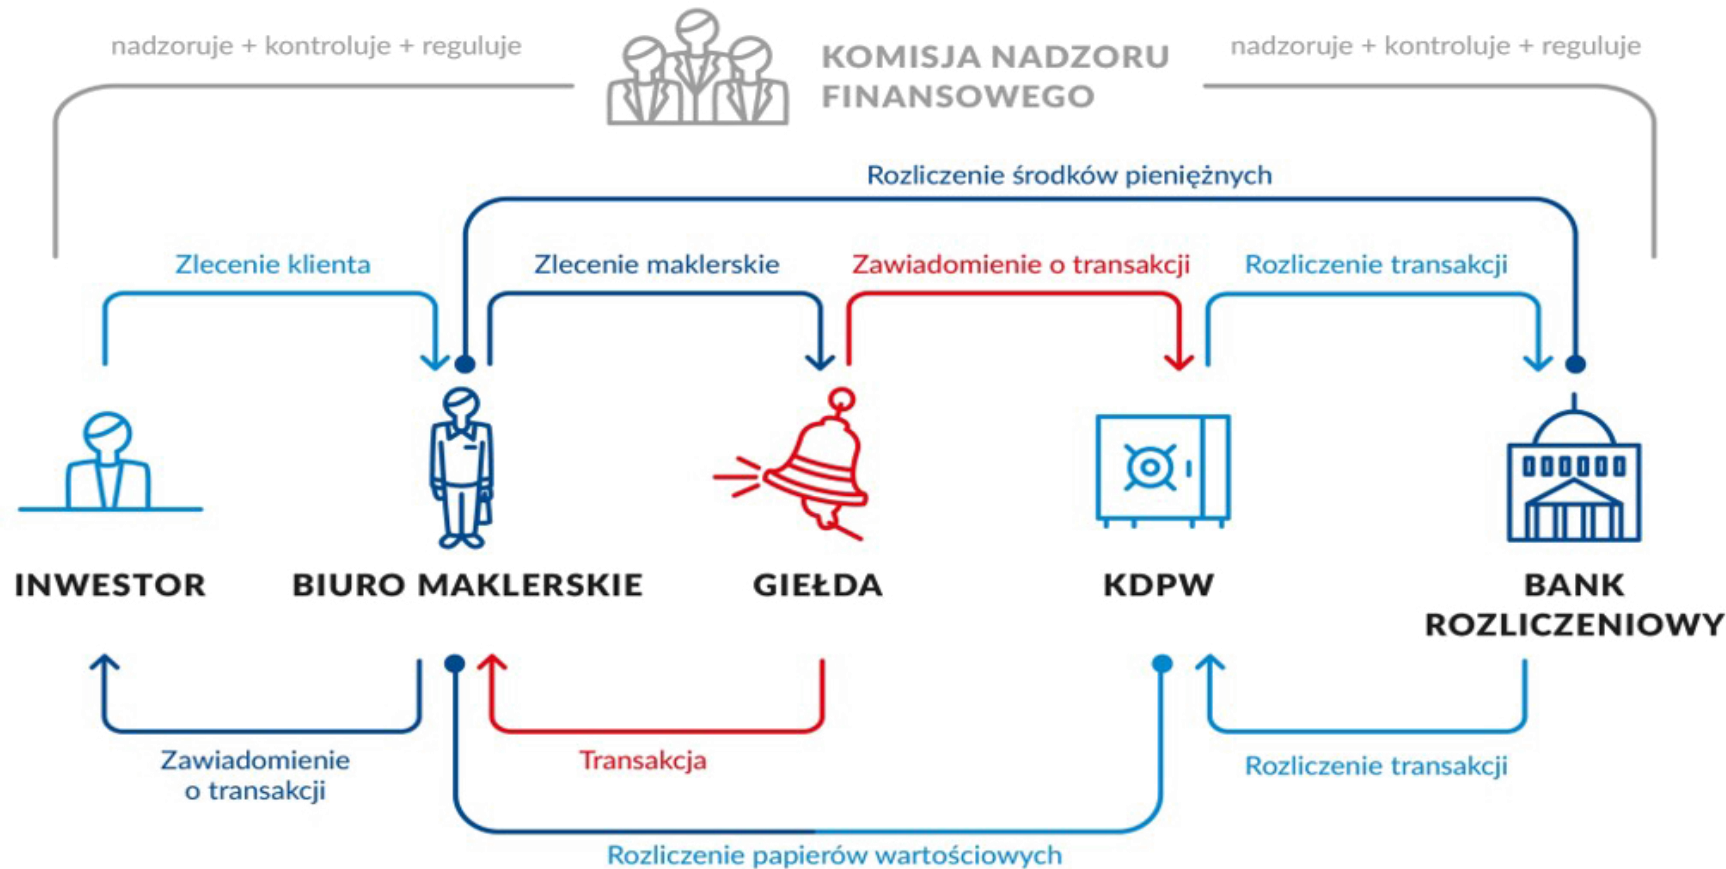 nadzoruje + kontroluje + reguluje
KOMISJA NADZORU
FINANSOWEGO
nadzoruje + kontroluje + reguluje
Rozliczenie środków pieniężnych
Zlecenie klienta
Zlecenie maklerskie
Zawiadomienie o transakcji
Rozliczenie transakcji
INWESTOR
BIURO MAKLERSKIE
GIEŁDA
KDPW
BANK
ROZLICZENIOWY
Zawiadomienie
o transakcji
Transakcja
Rozliczenie transakcji
Rozliczenie papierów wartościowych